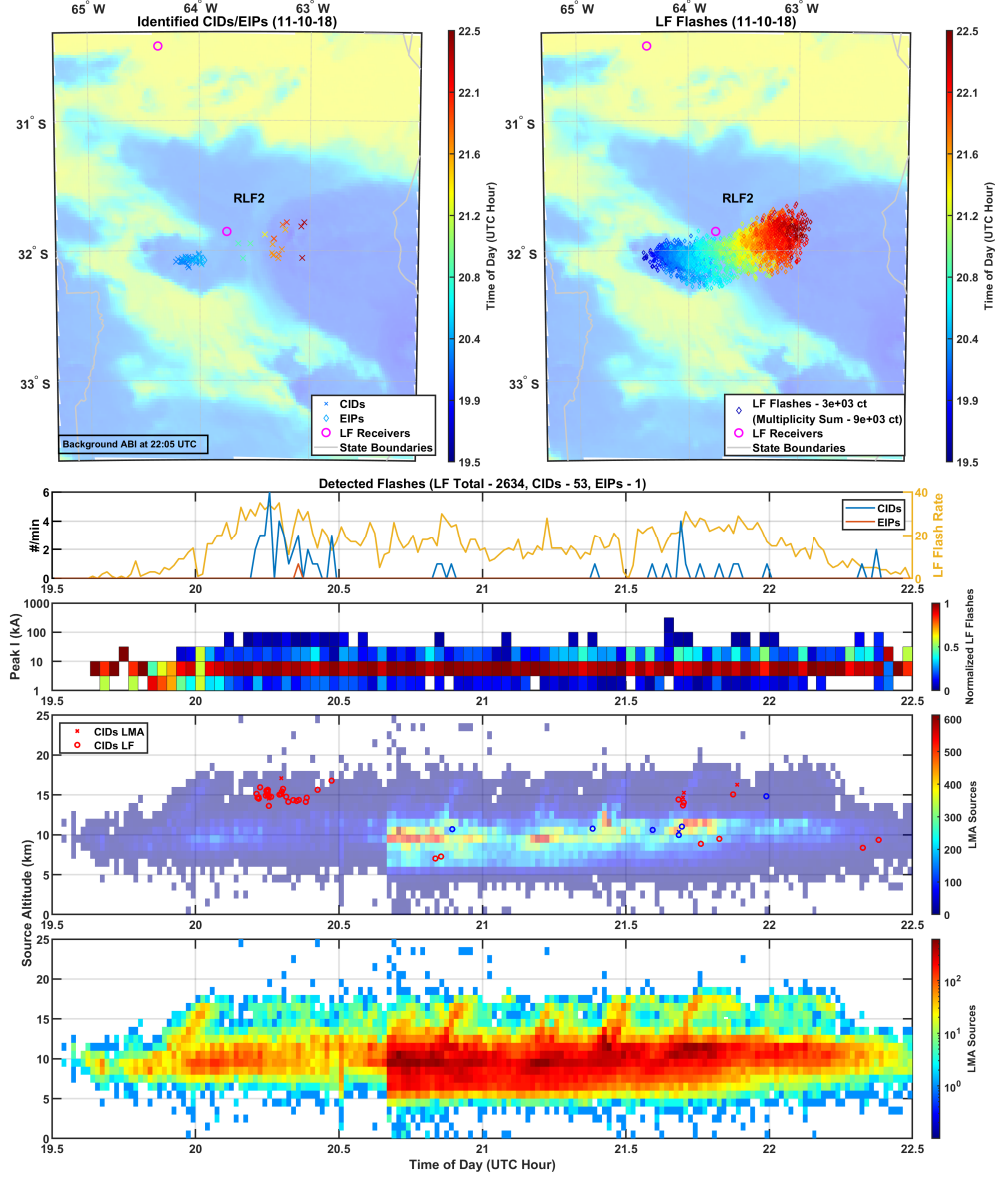 65° W 64° W 63° W
Identified CIDs/EIPs (11-10-18)
31° S
32° S
33° S
RLF2
CIDs
EIPs
LF Receivers
State Boundaries
Background ABI at 22:05 UTC
22.5
22.1
21.6
21.2
20.8
20.4
19.9
19.5
Time of Day (UTC Hour)
65° W 64° W 63° W
LF Flashes (11-10-18)
31° S
32° S
33° S
RLF2
LF Flashes - 3e+03 ct
(Multiplicity Sum - 9e+03 ct)
LF Receivers
State Boundaries
22.5
22.1
21.6
21.2
20.8
20.4
19.9
19.5
Time of Day (UTC Hour)
Detected Flashes (LF Total - 2634, CIDs - 53, EIPs - 1)
#/min
6
4
2
0
CIDs
EIPs
40
20
0
LF Flash Rate
19.5 20 20.5 21 21.5 22 22.5
Peak I (kA)
1000
100
10
1
19.5 20 20.5 21 21.5 22 22.5
1
0.5
0
Normalized LF Flashes
25
20
15
10
5
0
CIDs LMA
CIDs LF
19.5 20 20.5 21 21.5 22 22.5
600
500
400
300
200
100
0
LMA Sources
Source Altitude (km)
25
20
15
10
5
0
19.5 20 20.5 21 21.5 22 22.5
Time of Day (UTC Hour)
10²
10¹
10⁰
LMA Sources